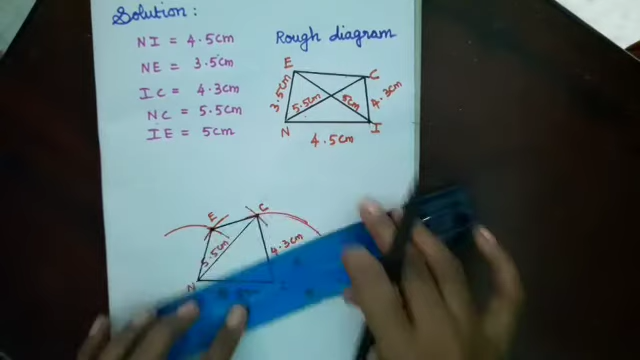 Solution:
NI = 4.5cm
NE = 3.5cm
IC = 4.3cm
NC = 5.5cm
IE = 5cm
Rough diagram
E
C
3.5cm
5.5cm
5cm
4.3cm
N
I
4.5cm
E
C
5.5cm
4.3cm
N